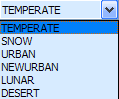 TEMPERATE
TEMPERATE
SNOW
URBAN
NEWURBAN
LUNAR
DESERT